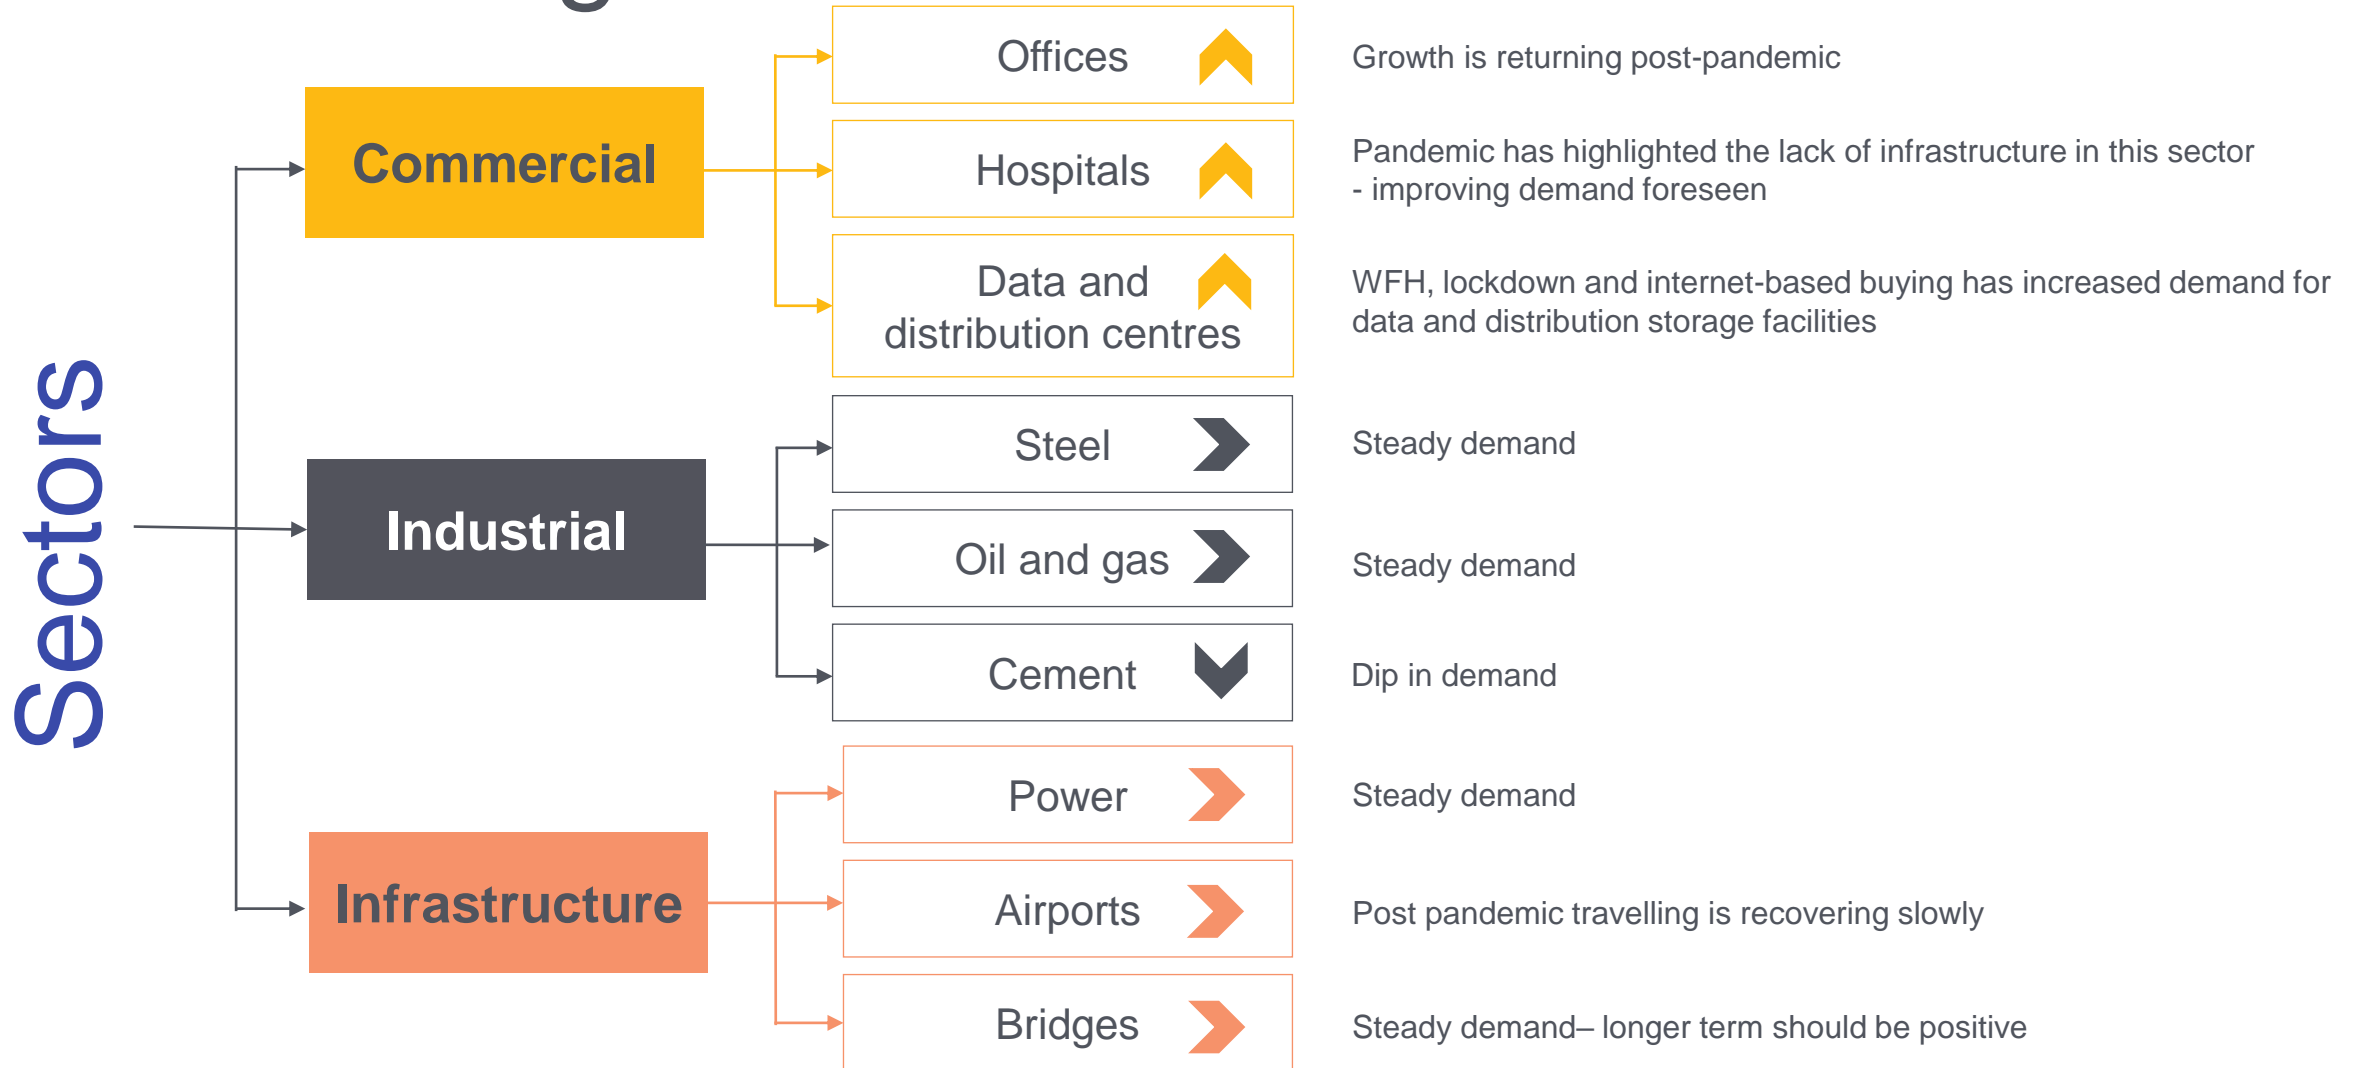 Sectors
Commercial
Offices
Growth is returning post-pandemic
Hospitals
Pandemic has highlighted the lack of infrastructure in this sector
- improving demand foreseen
Data and
distribution centres
WFH, lockdown and internet-based buying has increased demand for
data and distribution storage facilities
Industrial
Steel
Steady demand
Oil and gas
Steady demand
Cement
Dip in demand
Infrastructure
Power
Steady demand
Airports
Post pandemic travelling is recovering slowly
Bridges
Steady demand– longer term should be positive